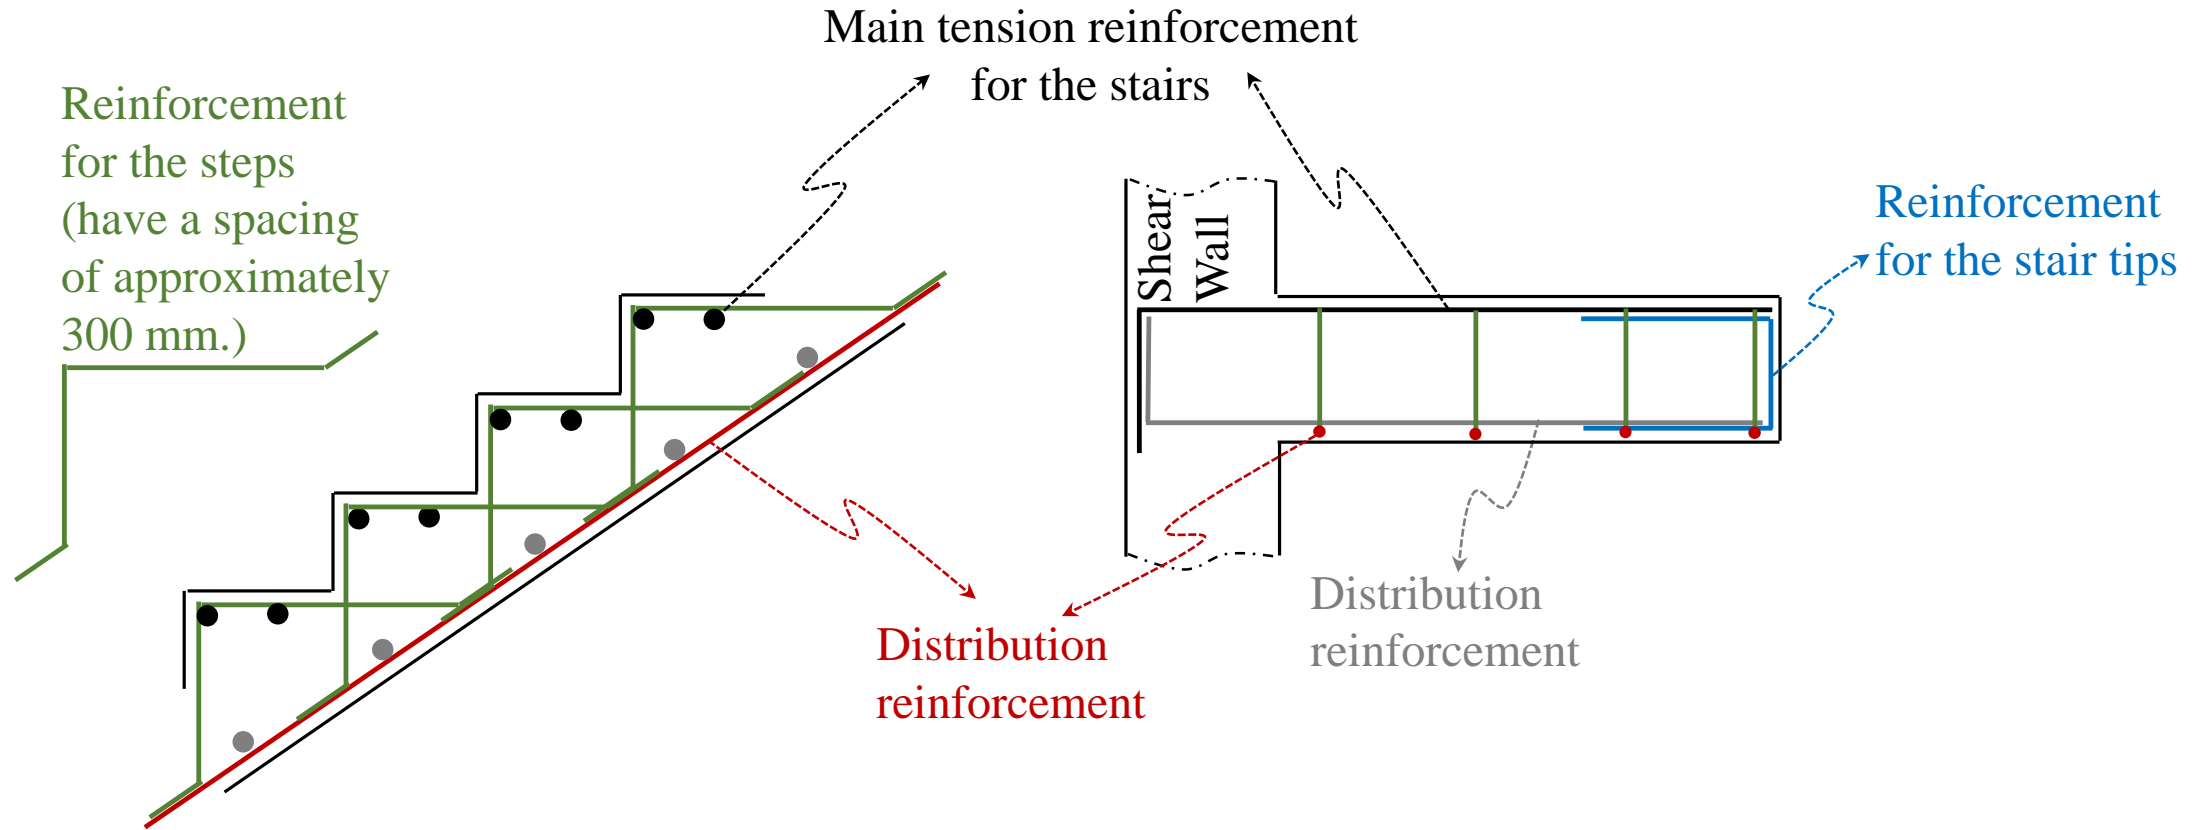 Main tension reinforcement
for the stairs
Reinforcement
for the steps
(have a spacing
of approximately
300 mm.)
Shear
Wall
Reinforcement
for the stair tips
Distribution
reinforcement
Distribution
reinforcement